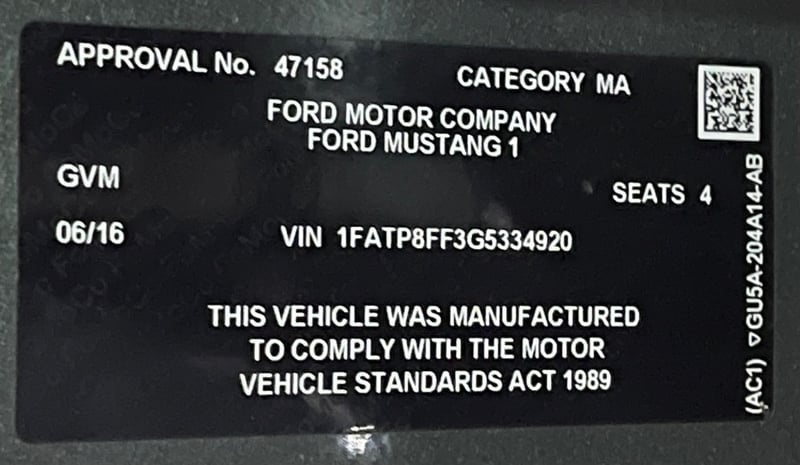 APPROVAL No. 47158 CATEGORY MA
FORD MOTOR COMPANY
FORD MUSTANG 1
GVM SEATS 4
06/16 VIN 1FATP8FF3G5334920
THIS VEHICLE WAS MANUFACTURED
TO COMPLY WITH THE MOTOR
VEHICLE STANDARDS ACT 1989
(AC1) ▽GU5A-204A14-AB